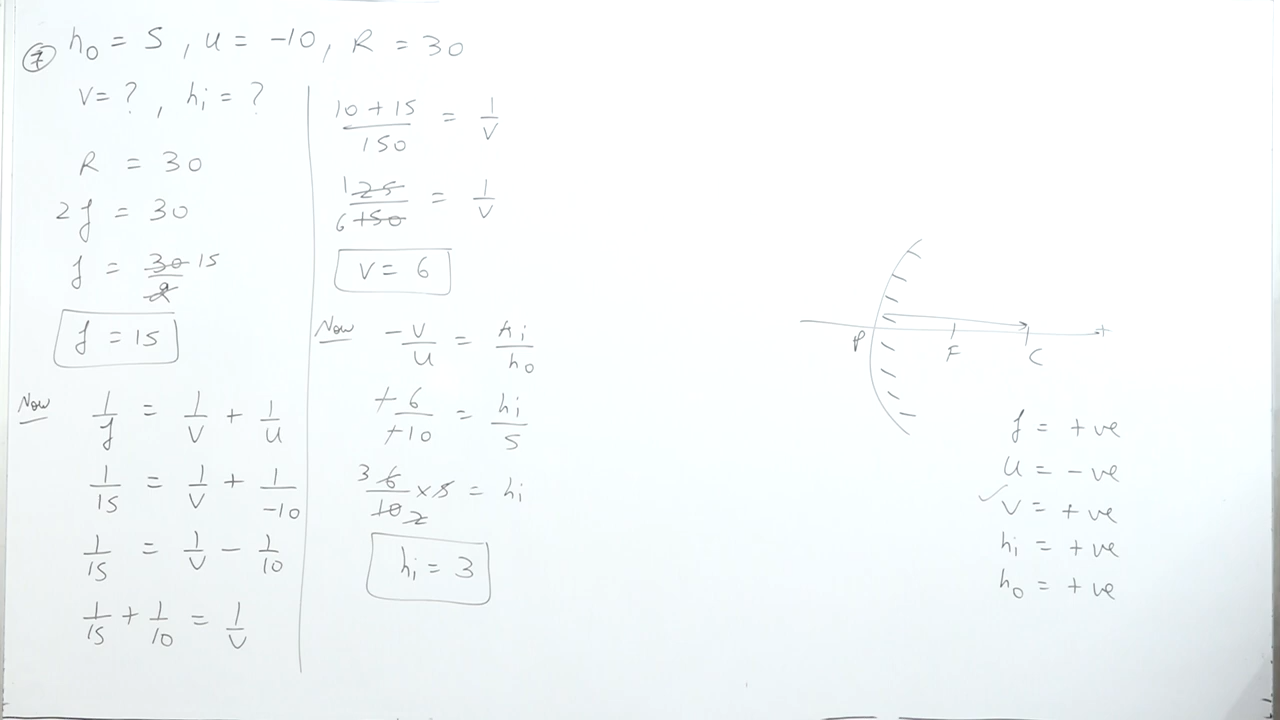 7 h₀ = 5 , u = -10, R = 30
v = ? , hᵢ = ?
R = 30
2f = 30
f = 30/2 15
f = 15
Now 1/f = 1/v + 1/u
1/15 = 1/v + 1/-10
1/15 = 1/v - 1/10
1/15 + 1/10 = 1/v
10 + 15/150 = 1/v
1 25/6 150 = 1/v
v = 6
Now -v/u = hᵢ/h₀
+6/+10 = hᵢ/5
3 6/10 2 × 5 = hᵢ
hᵢ = 3
P F C +
f = +ve
u = -ve
✓ v = +ve
hᵢ = +ve
h₀ = +ve